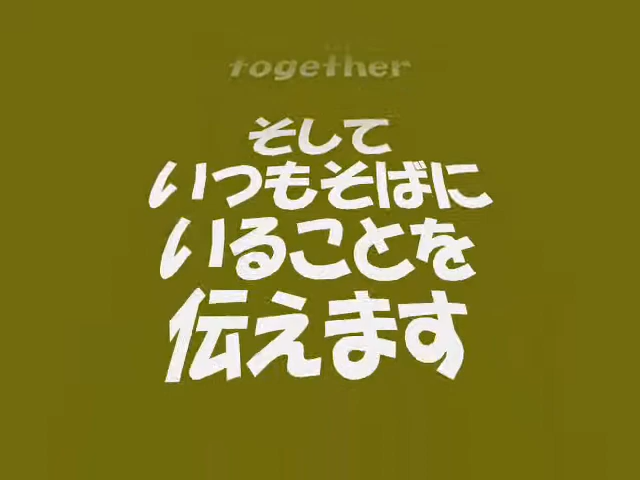 together
そして
いつもそばに
いることを
伝えます